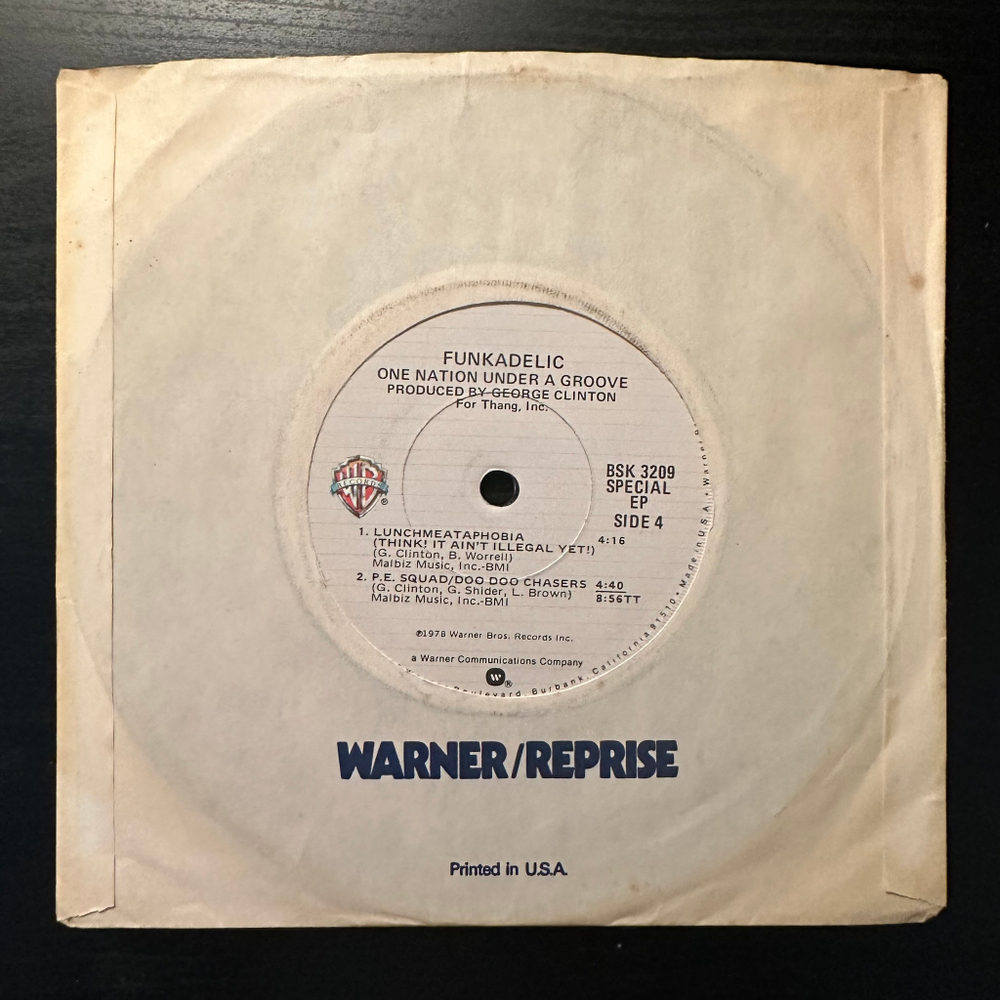 FUNKADELIC
ONE NATION UNDER A GROOVE
PRODUCED BY GEORGE CLINTON
For Thang, Inc.
WB
RECORDS
®
BSK 3209
SPECIAL
EP
SIDE 4
1. LUNCHMEATAPHOBIA
(THINK! IT AIN'T ILLEGAL YET!) 4:16
(G. Clinton, B. Worrell)
Malbiz Music, Inc.-BMI
2. P.E. SQUAD/DOO DOO CHASERS 4:40
(G. Clinton, G. Shider, L. Brown) 8:56TT
Malbiz Music, Inc.-BMI
℗1978 Warner Bros. Records Inc.
a Warner Communications Company
W®
Burbank, California 91510 • Made in U.S.A. • Warner
WARNER/REPRISE
Printed in U.S.A.